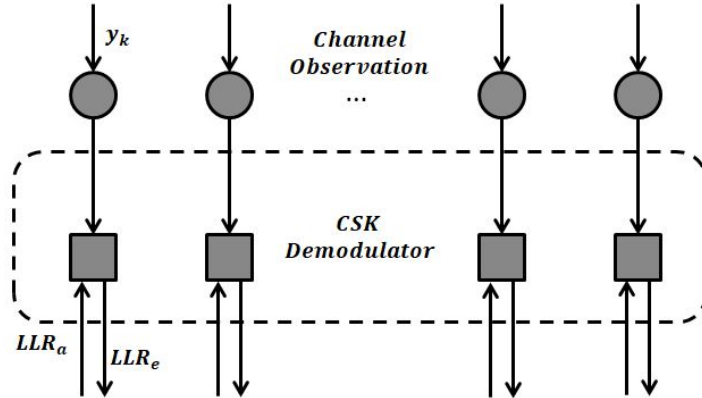 y_k
Channel
Observation
...
CSK
Demodulator
LLR_a
LLR_e